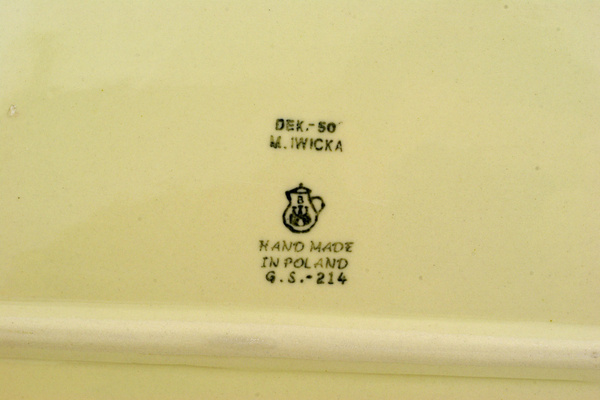 DEK.-50
M. IWICKA
B
HAND MADE
IN POLAND
G.S.-214